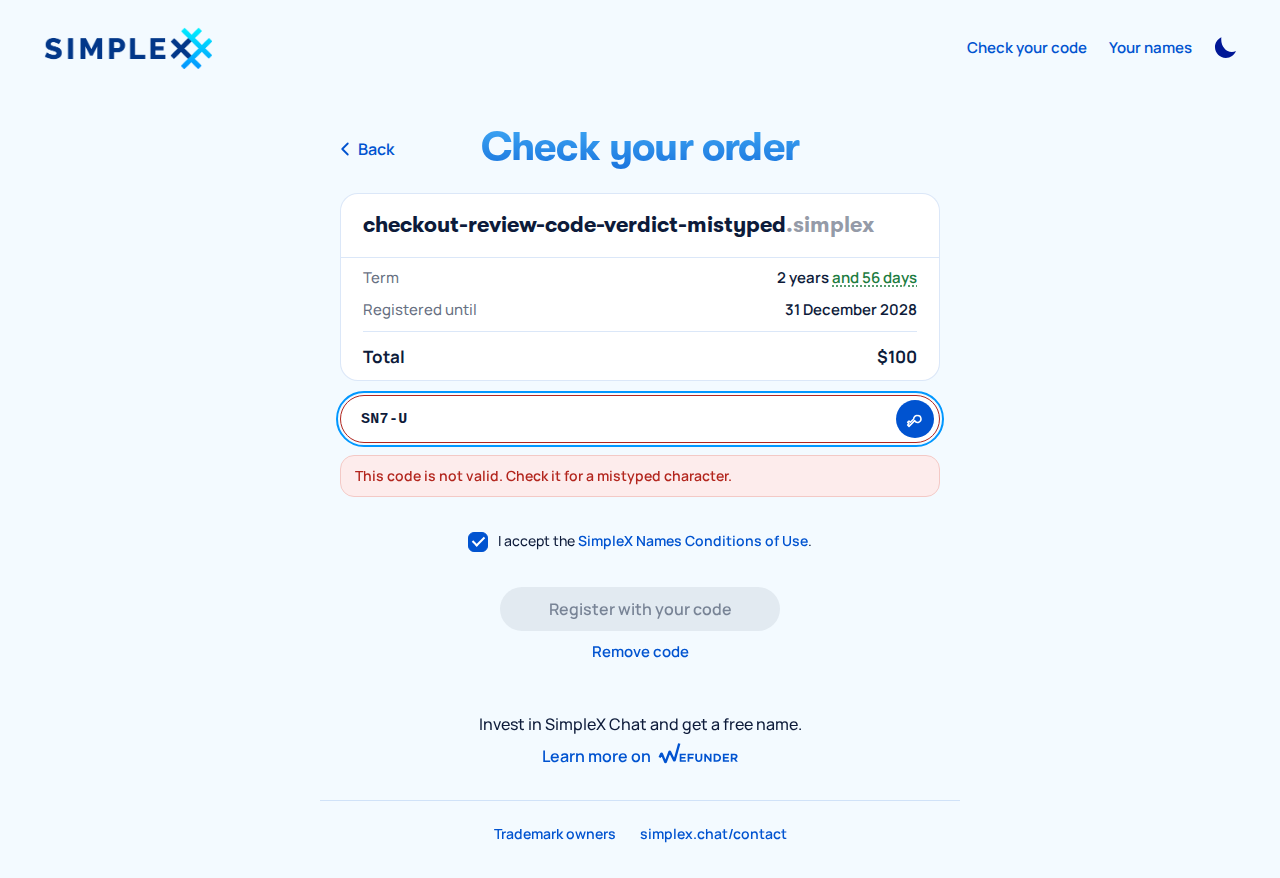 SIMPLEX
Check your code
Your names
Back
Check your order
checkout-review-code-verdict-mistyped.simplex
Term
2 years and 56 days
Registered until
31 December 2028
Total
$100
SN7-U
This code is not valid. Check it for a mistyped character.
I accept the SimpleX Names Conditions of Use.
Register with your code
Remove code
Invest in SimpleX Chat and get a free name.
Learn more on WEFUNDER
Trademark owners
simplex.chat/contact